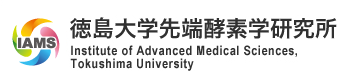 IAMS
徳島大学先端酵素学研究所
Institute of Advanced Medical Sciences,
Tokushima University